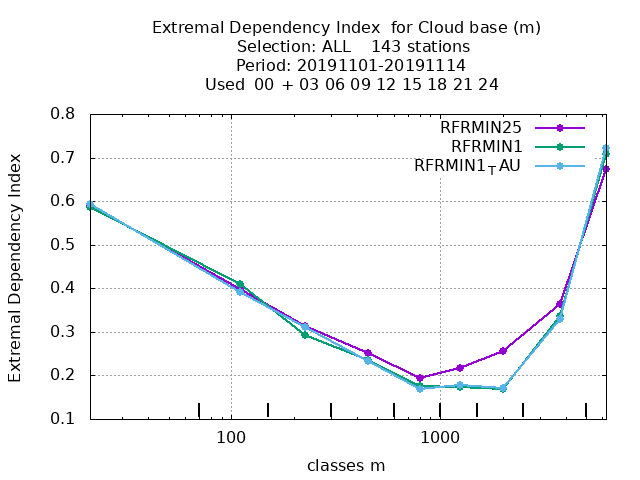 Extremal Dependency Index  for Cloud base (m)
Selection: ALL    143 stations
Period: 20191101-20191114
Used  00 + 03 06 09 12 15 18 21 24
RFRMIN25
RFRMIN1
RFRMIN1TAU
0.8
0.7
0.6
0.5
0.4
0.3
0.2
0.1
Extremal Dependency Index
100
1000
classes m